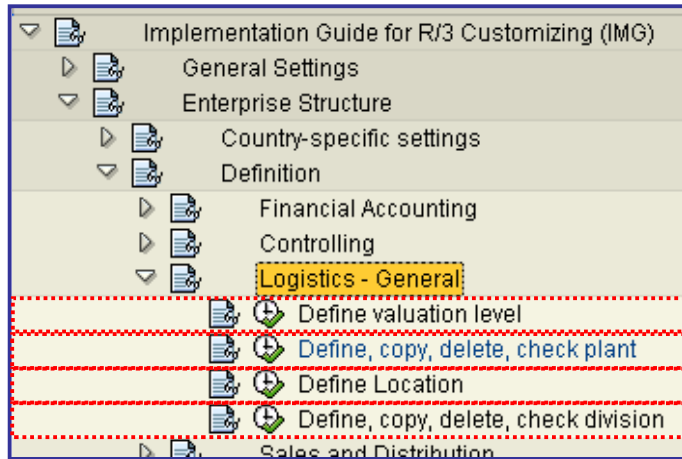 Implementation Guide for R/3 Customizing (IMG)
General Settings
Enterprise Structure
Country-specific settings
Definition
Financial Accounting
Controlling
Logistics - General
Define valuation level
Define, copy, delete, check plant
Define Location
Define, copy, delete, check division
Sales and Distribution